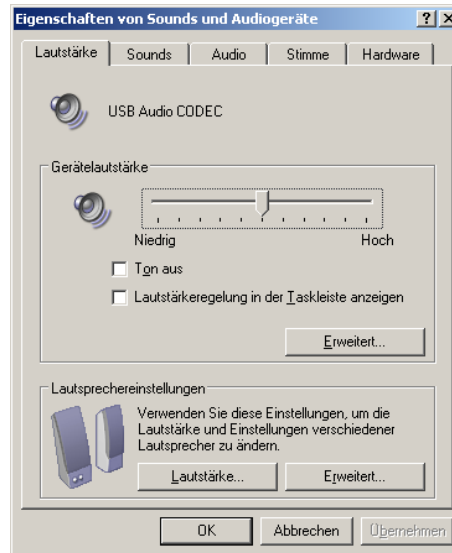 Eigenschaften von Sounds und Audiogeräte
Lautstärke Sounds Audio Stimme Hardware
USB Audio CODEC
Gerätelautstärke
Niedrig Hoch
Ton aus
Lautstärkeregelung in der Taskleiste anzeigen
Erweitert...
Lautsprechereinstellungen
Verwenden Sie diese Einstellungen, um die
Lautstärke und Einstellungen verschiedener
Lautsprecher zu ändern.
Lautstärke... Erweitert...
OK Abbrechen Übernehmen